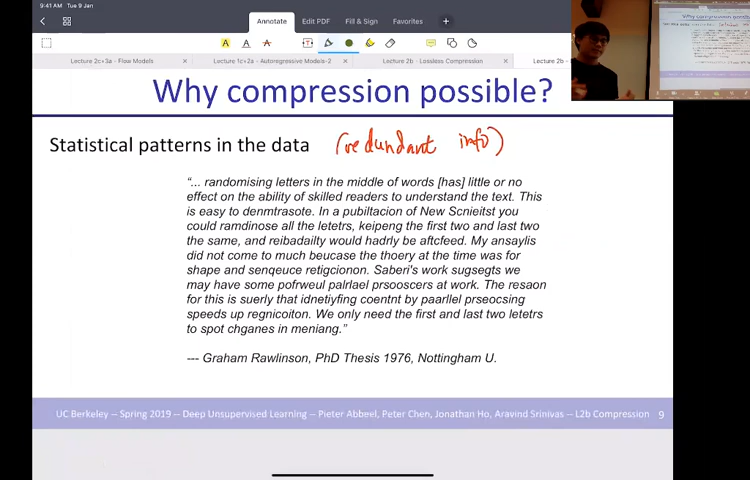 9:41 AM Tue 9 Jan
Annotate
Edit PDF
Fill & Sign
Favorites
+
Lecture 2c+3a - Flow Models
Lecture 1c+2a - Autoregressive Models-2
Lecture 2b - Lossless Compression
Lecture 2b -
Why compression possible?
Statistical patterns in the data (redundant info)
“... randomising letters in the middle of words [has] little or no
effect on the ability of skilled readers to understand the text. This
is easy to denmtrasote. In a pubiltacion of New Scnieitst you
could ramdinose all the letetrs, keipeng the first two and last two
the same, and reibadailty would hadrly be aftcfeed. My ansaylis
did not come to much beucase the thoery at the time was for
shape and senqeuce retigcionon. Saberi's work sugsegts we
may have some pofrweul palrlael prsooscers at work. The resaon
for this is suerly that idnetiyfing coentnt by paarllel prseocsing
speeds up regnicoiton. We only need the first and last two letetrs
to spot chganes in meniang.”
--- Graham Rawlinson, PhD Thesis 1976, Nottingham U.
UC Berkeley -- Spring 2019 -- Deep Unsupervised Learning -- Pieter Abbeel, Peter Chen, Jonathan Ho, Aravind Srinivas -- L2b Compression 9
Why compression possible?